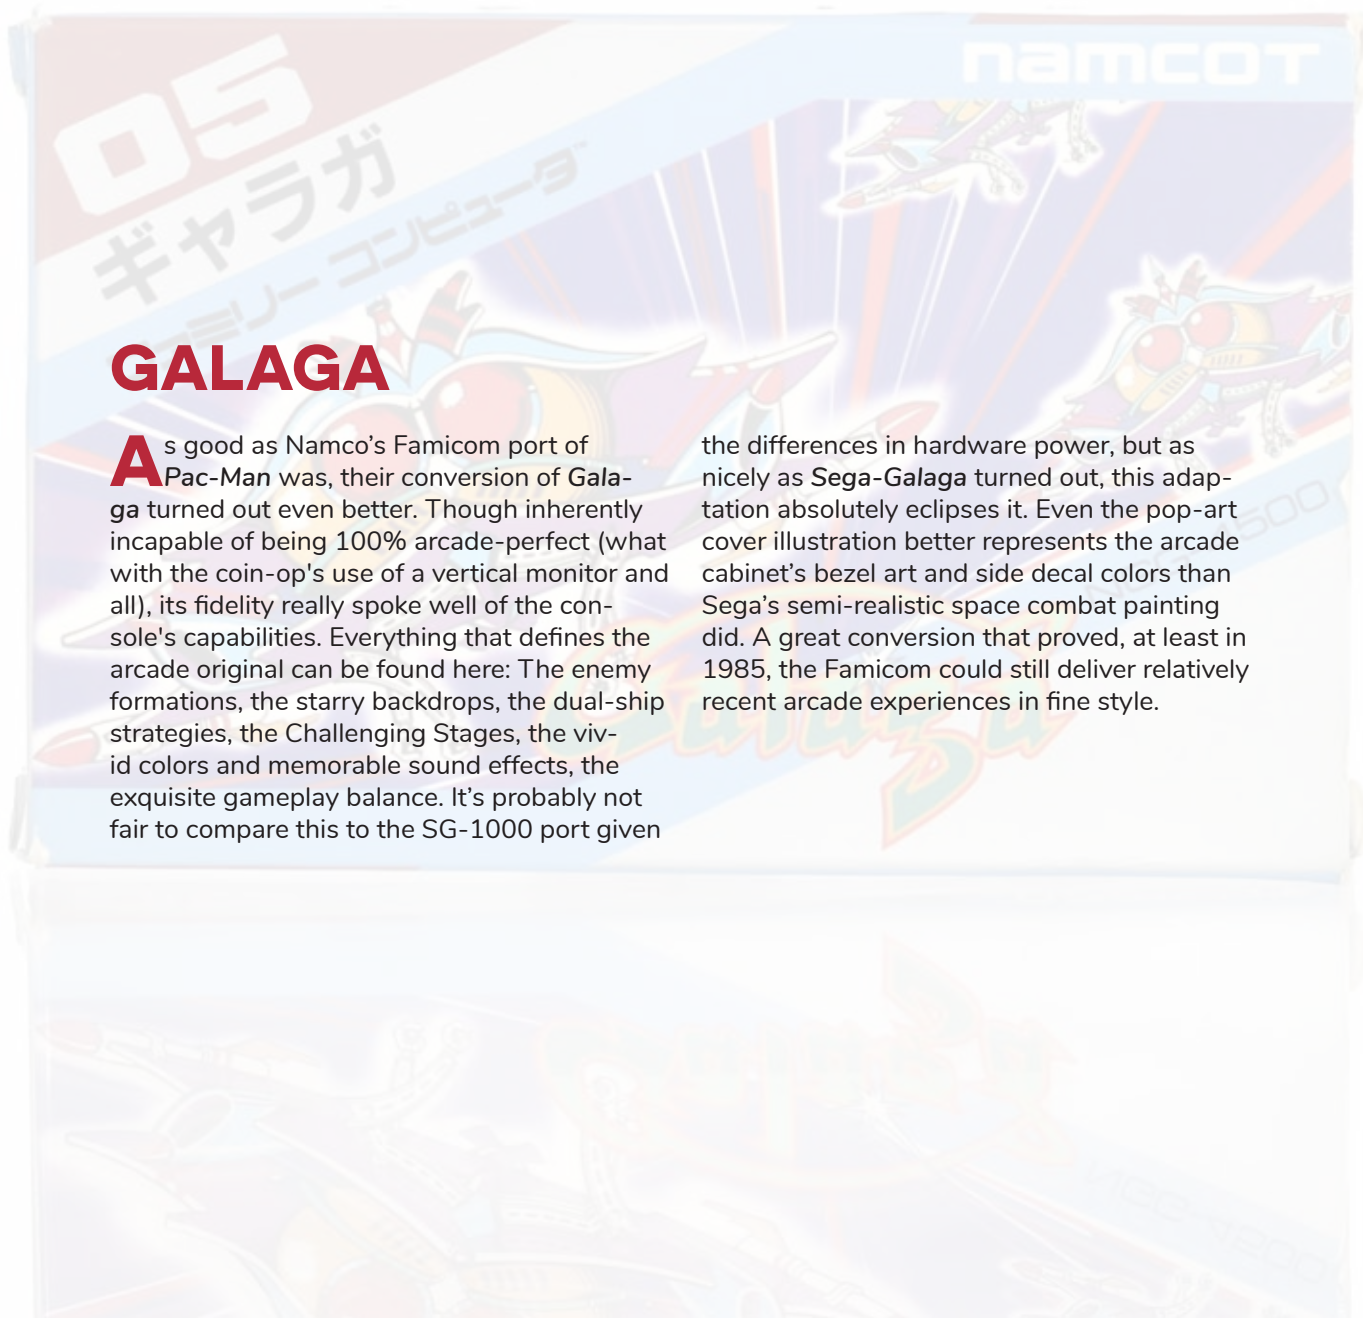 namcot
05
ギャラガ
ファミリー コンピュータ™
GALAGA
As good as Namco’s Famicom port of
Pac-Man was, their conversion of Gala-
ga turned out even better. Though inherently
incapable of being 100% arcade-perfect (what
with the coin-op's use of a vertical monitor and
all), its fidelity really spoke well of the con-
sole's capabilities. Everything that defines the
arcade original can be found here: The enemy
formations, the starry backdrops, the dual-ship
strategies, the Challenging Stages, the viv-
id colors and memorable sound effects, the
exquisite gameplay balance. It’s probably not
fair to compare this to the SG-1000 port given
the differences in hardware power, but as
nicely as Sega-Galaga turned out, this adap-
tation absolutely eclipses it. Even the pop-art
cover illustration better represents the arcade
cabinet’s bezel art and side decal colors than
Sega’s semi-realistic space combat painting
did. A great conversion that proved, at least in
1985, the Famicom could still deliver relatively
recent arcade experiences in fine style.
Galaga